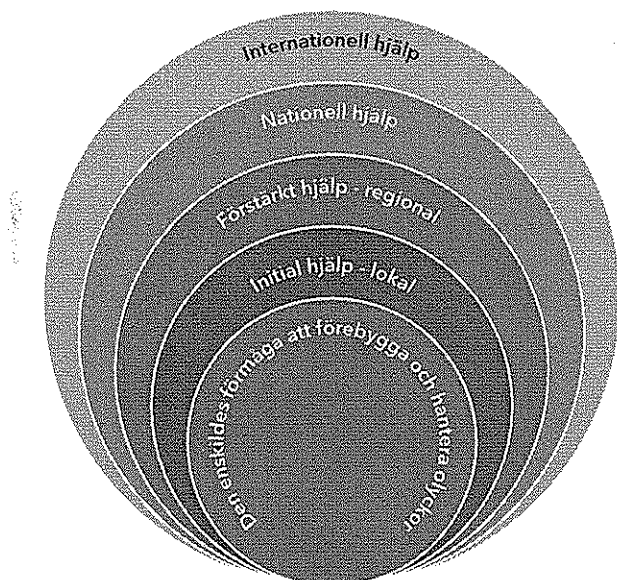 Internationell hjälp
Nationell hjälp
Förstärkt hjälp - regional
Initial hjälp - lokal
Den enskildes förmåga att förebygga och hantera olyckor